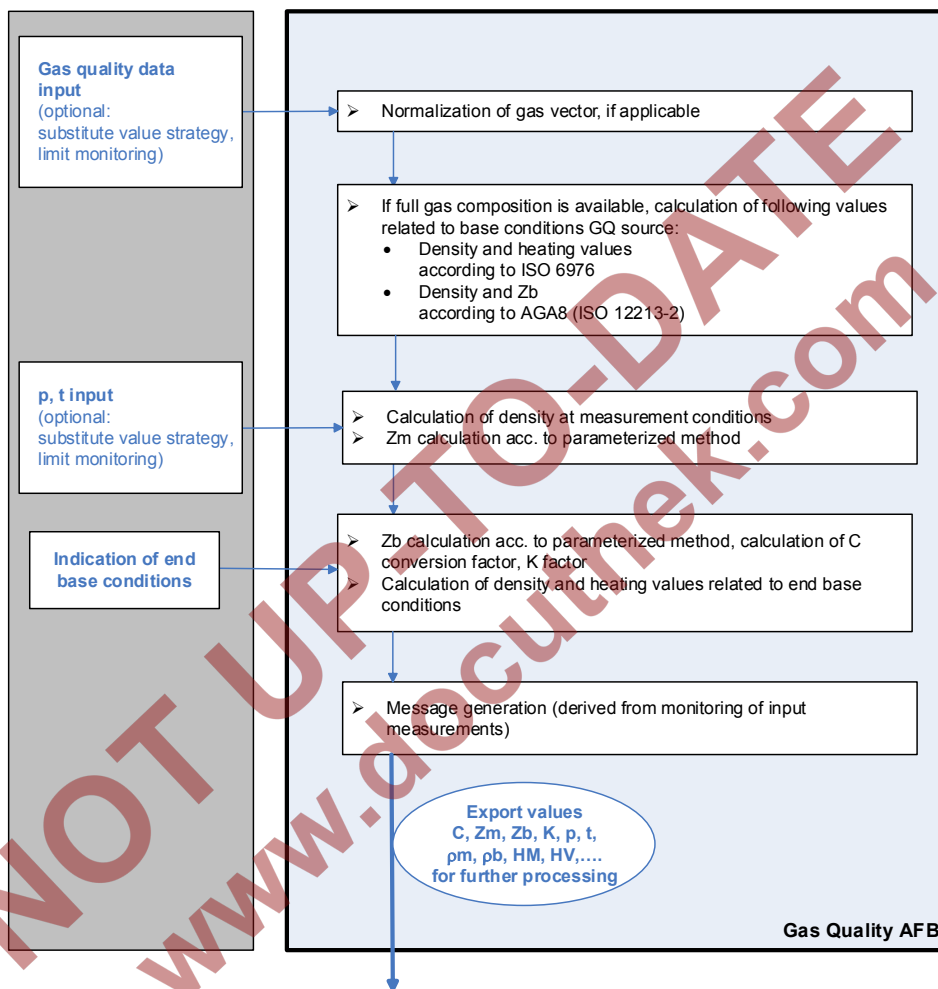 Gas quality data
input
(optional:
substitute value strategy,
limit monitoring)
➢ Normalization of gas vector, if applicable
➢ If full gas composition is available, calculation of following values
related to base conditions GQ source:
• Density and heating values
according to ISO 6976
• Density and Zb
according to AGA8 (ISO 12213-2)
p, t input
(optional:
substitute value strategy,
limit monitoring)
➢ Calculation of density at measurement conditions
➢ Zm calculation acc. to parameterized method
Indication of end
base conditions
➢ Zb calculation acc. to parameterized method, calculation of C
conversion factor, K factor
➢ Calculation of density and heating values related to end base
conditions
➢ Message generation (derived from monitoring of input
measurements)
Export values
C, Zm, Zb, K, p, t,
ρm, ρb, HM, HV,....
for further processing
Gas Quality AFB
NOT UP-TO-DATE
www.docuthek.com